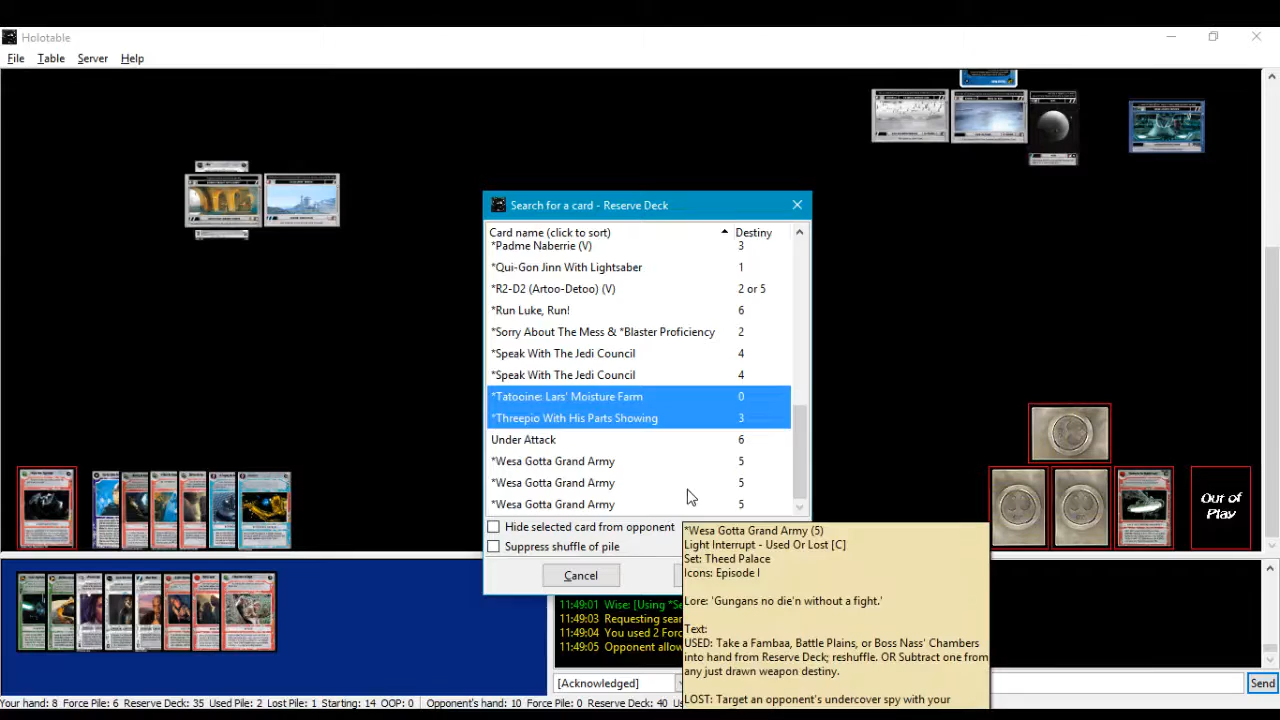 Holotable
File Table Server Help
Search for a card - Reserve Deck
Card name (click to sort) Destiny
*Padme Naberrie (V) 3
*Qui-Gon Jinn With Lightsaber 1
*R2-D2 (Artoo-Detoo) (V) 2 or 5
*Run Luke, Run! 6
*Sorry About The Mess & *Blaster Proficiency 2
*Speak With The Jedi Council 4
*Speak With The Jedi Council 4
*Tatooine: Lars' Moisture Farm 0
*Threepio With His Parts Showing 3
Under Attack 6
*Wesa Gotta Grand Army 5
*Wesa Gotta Grand Army 5
*Wesa Gotta Grand Army 5
Hide selected card from opponent
Suppress shuffle of pile
Cancel
*Wesa Gotta Grand Army (5)
Light Interrupt - Used Or Lost [C]
Set: Theed Palace
Icons: Episode I
Lore: 'Gungans no die'n without a fight.'
Text:
USED: Take a Fambaa, Battle Plains, or Boss Nass' Chambers
into hand from Reserve Deck; reshuffle. OR Subtract one from
any just drawn weapon destiny.
LOST: Target an opponent's undercover spy with your
Out of
Play
11:49:01 Wise: [Using *Se
11:49:03 Requesting sear
11:49:04 You used 2 Forc
11:49:05 Opponent allow
[Acknowledged]
Send
Your hand: 8 Force Pile: 6 Reserve Deck: 35 Used Pile: 2 Lost Pile: 1 Starting: 14 OOP: 0 Opponent's hand: 10 Force Pile: 0 Reserve Deck: 40 Us